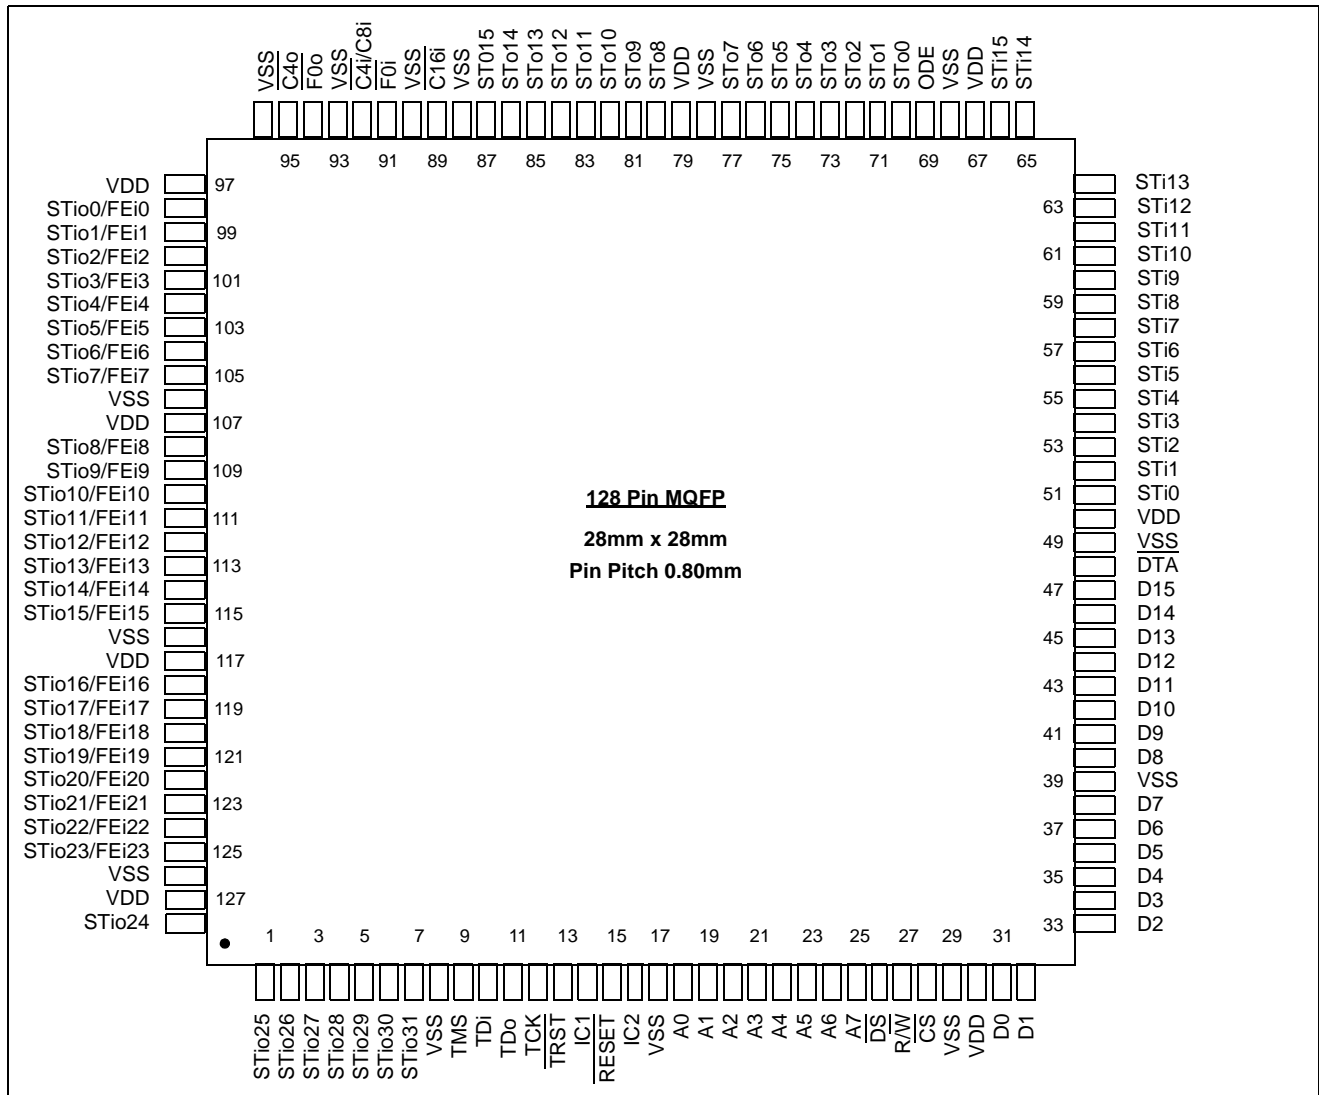 VSS
C4o
F0o
VSS
C4i/C8i
F0i
VSS
C16i
VSS
ST015
STo14
STo13
STo12
STo11
STo10
STo9
STo8
VDD
VSS
STo7
STo6
STo5
STo4
STo3
STo2
STo1
STo0
ODE
VSS
VDD
STi15
STi14
95 93 91 89 87 85 83 81 79 77 75 73 71 69 67 65
VDD 97
STio0/FEi0
STio1/FEi1 99
STio2/FEi2
STio3/FEi3 101
STio4/FEi4
STio5/FEi5 103
STio6/FEi6
STio7/FEi7 105
VSS
VDD 107
STio8/FEi8
STio9/FEi9 109
STio10/FEi10
STio11/FEi11 111
STio12/FEi12
STio13/FEi13 113
STio14/FEi14
STio15/FEi15 115
VSS
VDD 117
STio16/FEi16
STio17/FEi17 119
STio18/FEi18
STio19/FEi19 121
STio20/FEi20
STio21/FEi21 123
STio22/FEi22
STio23/FEi23 125
VSS
VDD 127
STio24
128 Pin MQFP
28mm x 28mm
Pin Pitch 0.80mm
STi13
63 STi12
STi11
61 STi10
STi9
59 STi8
STi7
57 STi6
STi5
55 STi4
STi3
53 STi2
STi1
51 STi0
VDD
49 VSS
DTA
47 D15
D14
45 D13
D12
43 D11
D10
41 D9
D8
39 VSS
D7
37 D6
D5
35 D4
D3
33 D2
1 3 5 7 9 11 13 15 17 19 21 23 25 27 29 31
STio25
STio26
STio27
STio28
STio29
STio30
STio31
VSS
TMS
TDi
TDo
TCK
TRST
IC1
RESET
IC2
VSS
A0
A1
A2
A3
A4
A5
A6
A7
DS
R/W
CS
VSS
VDD
D0
D1